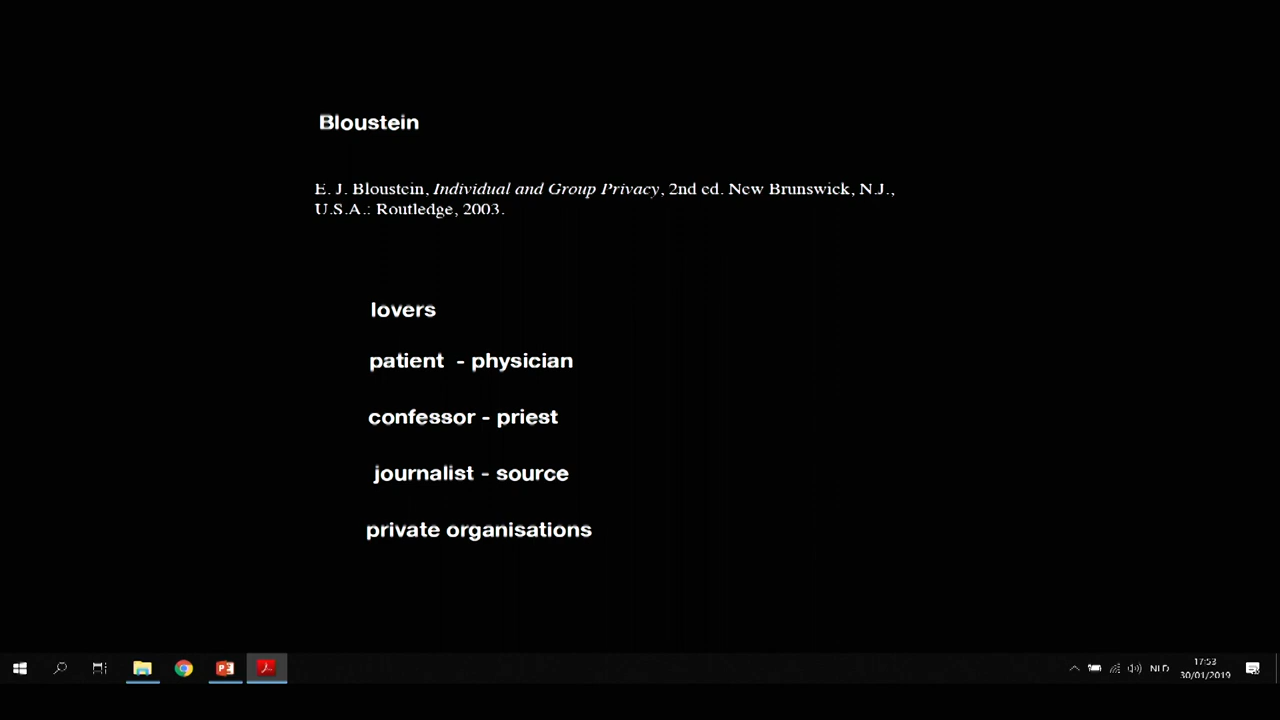 Bloustein
E. J. Bloustein, Individual and Group Privacy, 2nd ed. New Brunswick, N.J.,
U.S.A.: Routledge, 2003.
lovers
patient - physician
confessor - priest
journalist - source
private organisations
NLD
17:53
30/01/2019